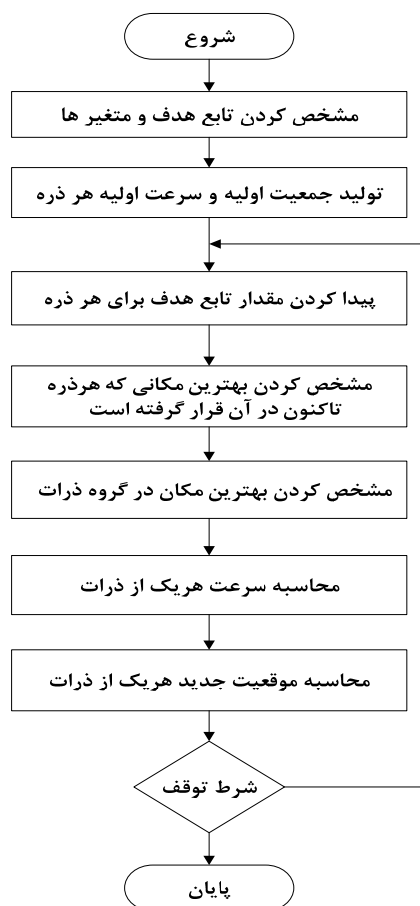 شروع
مشخص کردن تابع هدف و متغیر ها
تولید جمعیت اولیه و سرعت اولیه هر ذره
پیدا کردن مقدار تابع هدف برای هر ذره
مشخص کردن بهترین مکانی که هرذره
تاکنون در آن قرار گرفته است
مشخص کردن بهترین مکان در گروه ذرات
محاسبه سرعت هریک از ذرات
محاسبه موقعیت جدید هریک از ذرات
شرط توقف
پایان